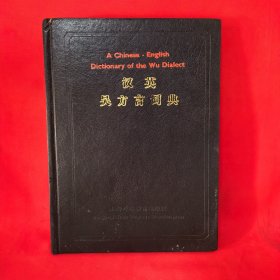 A Chinese - English
Dictionary of the Wu Dialect
汉英
吴方言词典